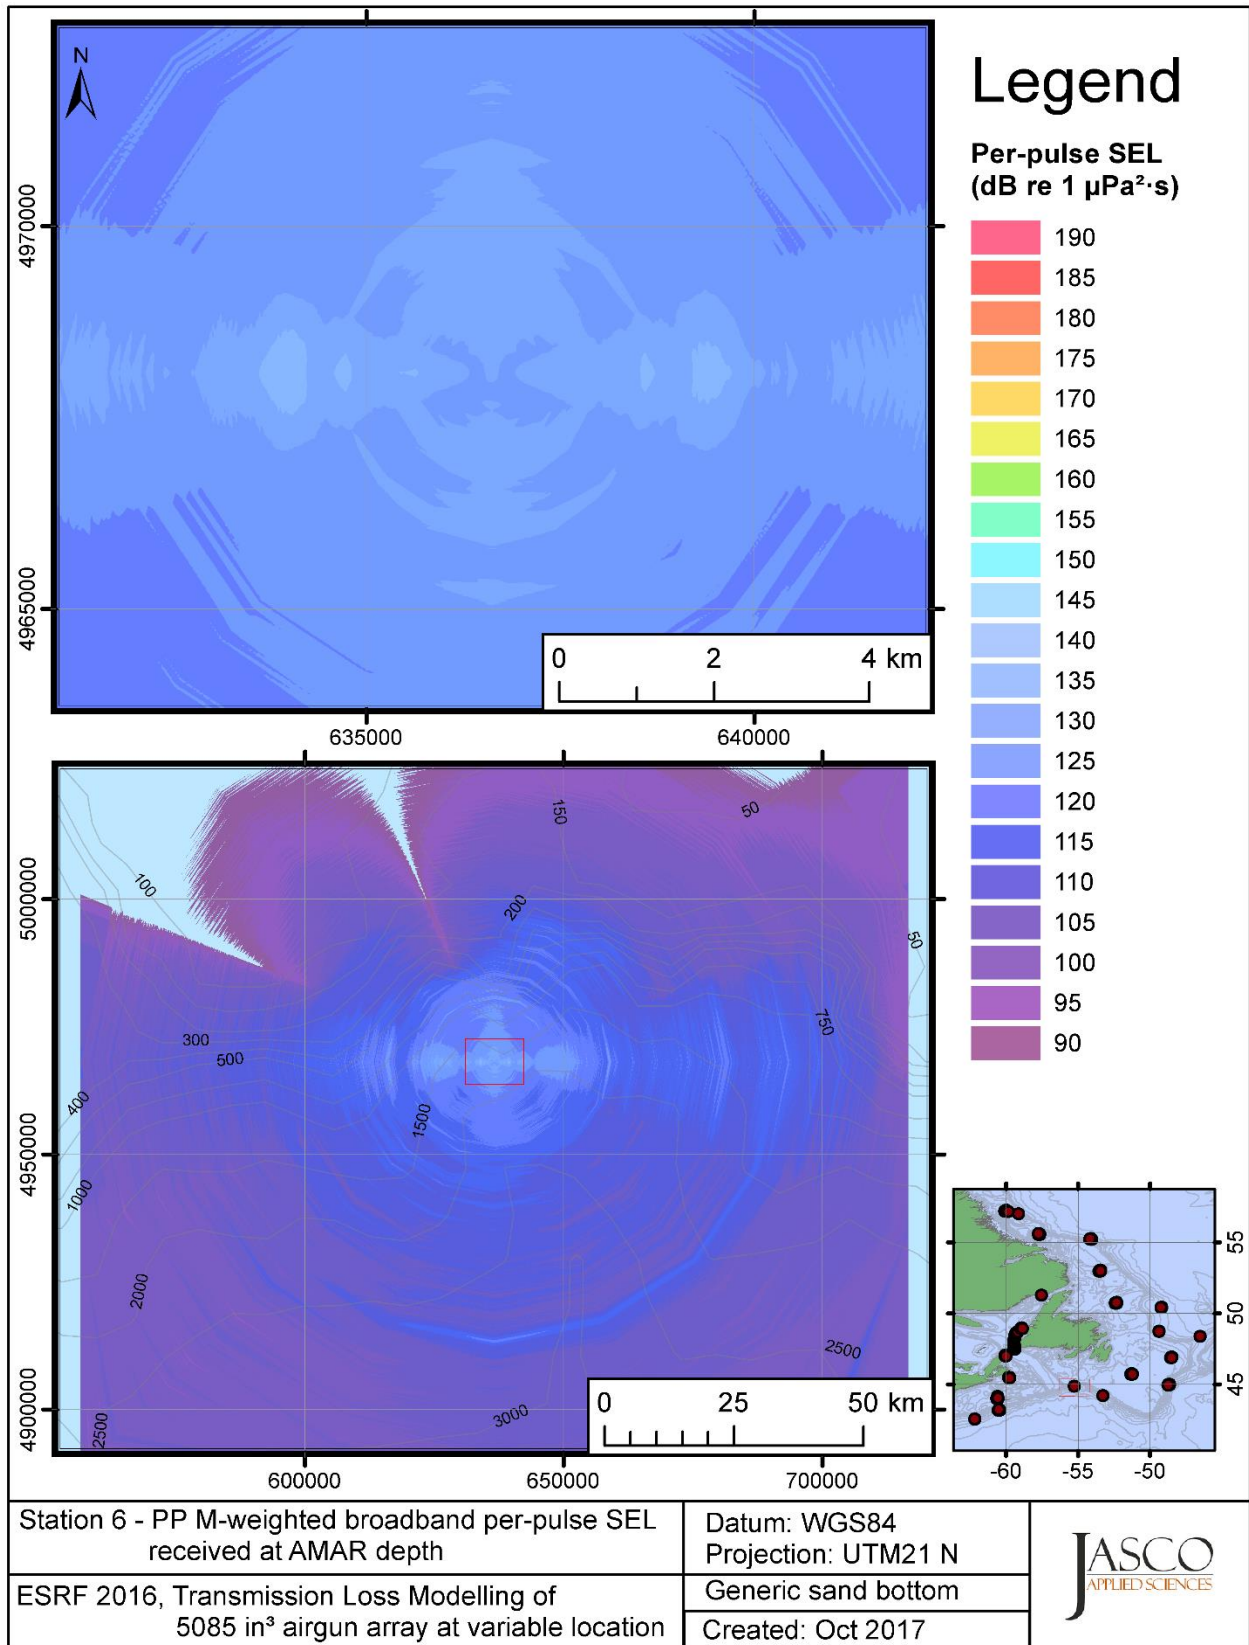 N
4970000
4965000
0 2 4 km
635000 640000
Legend
Per-pulse SEL
(dB re 1 µPa²·s)
190
185
180
175
170
165
160
155
150
145
140
135
130
125
120
115
110
105
100
95
90
5000000
4950000
4900000
150
50
100
200
50
300
500
750
400
1500
1000
2000
2500
3000
2500
0 25 50 km
600000 650000 700000
55
50
45
-60 -55 -50
Station 6 - PP M-weighted broadband per-pulse SEL
received at AMAR depth
ESRF 2016, Transmission Loss Modelling of
5085 in³ airgun array at variable location
Datum: WGS84
Projection: UTM21 N
Generic sand bottom
Created: Oct 2017
JASCO
APPLIED SCIENCES